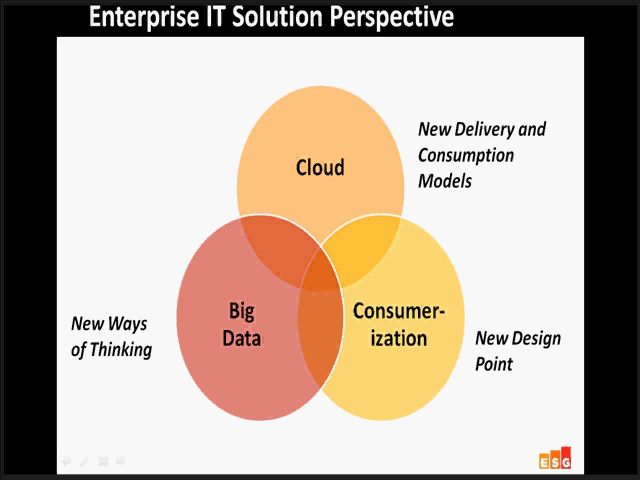 Enterprise IT Solution Perspective
Cloud
New Delivery and
Consumption
Models
Big
Data
Consumer-
ization
New Ways
of Thinking
New Design
Point
ESG